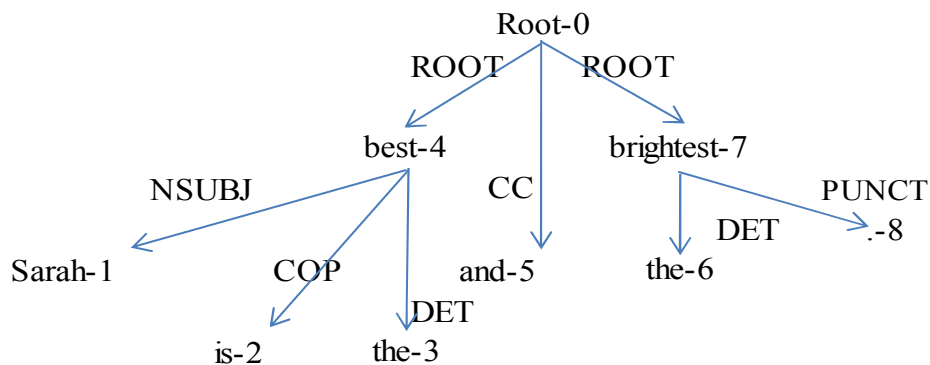 Root-0
ROOT ROOT
best-4 brightest-7
NSUBJ CC PUNCT
DET .-8
Sarah-1 COP and-5 the-6
DET
is-2 the-3